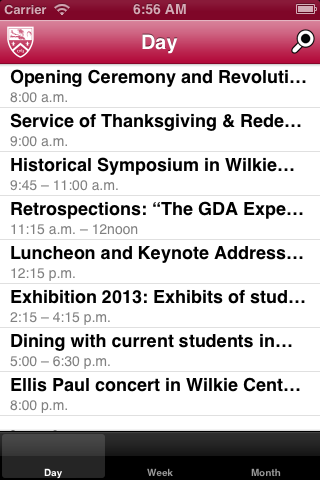 Carrier 6:56 AM
Day
Opening Ceremony and Revoluti...
8:00 a.m.
Service of Thanksgiving & Rede...
9:00 a.m.
Historical Symposium in Wilkie...
9:45 – 11:00 a.m.
Retrospections: “The GDA Expe...
11:15 a.m. – 12noon
Luncheon and Keynote Address...
12:15 p.m.
Exhibition 2013: Exhibits of stud...
2:15 – 4:15 p.m.
Dining with current students in...
5:00 – 6:30 p.m.
Ellis Paul concert in Wilkie Cent...
8:00 p.m.
Day Week Month